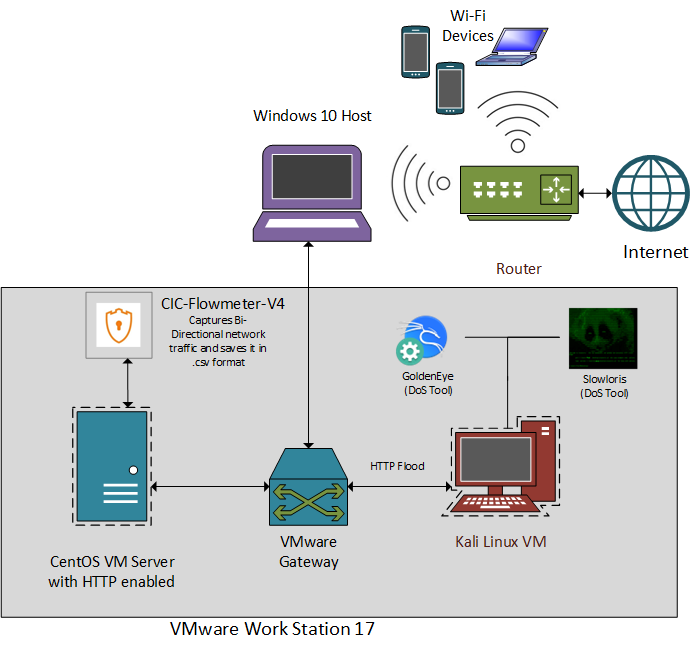 Wi-Fi
Devices
Windows 10 Host
Internet
Router
CIC-Flowmeter-V4
Captures Bi-
Directional network
traffic and saves it in
.csv format
GoldenEye
(DoS Tool)
Slowloris
(DoS Tool)
HTTP Flood
CentOS VM Server
with HTTP enabled
VMware
Gateway
Kali Linux VM
VMware Work Station 17